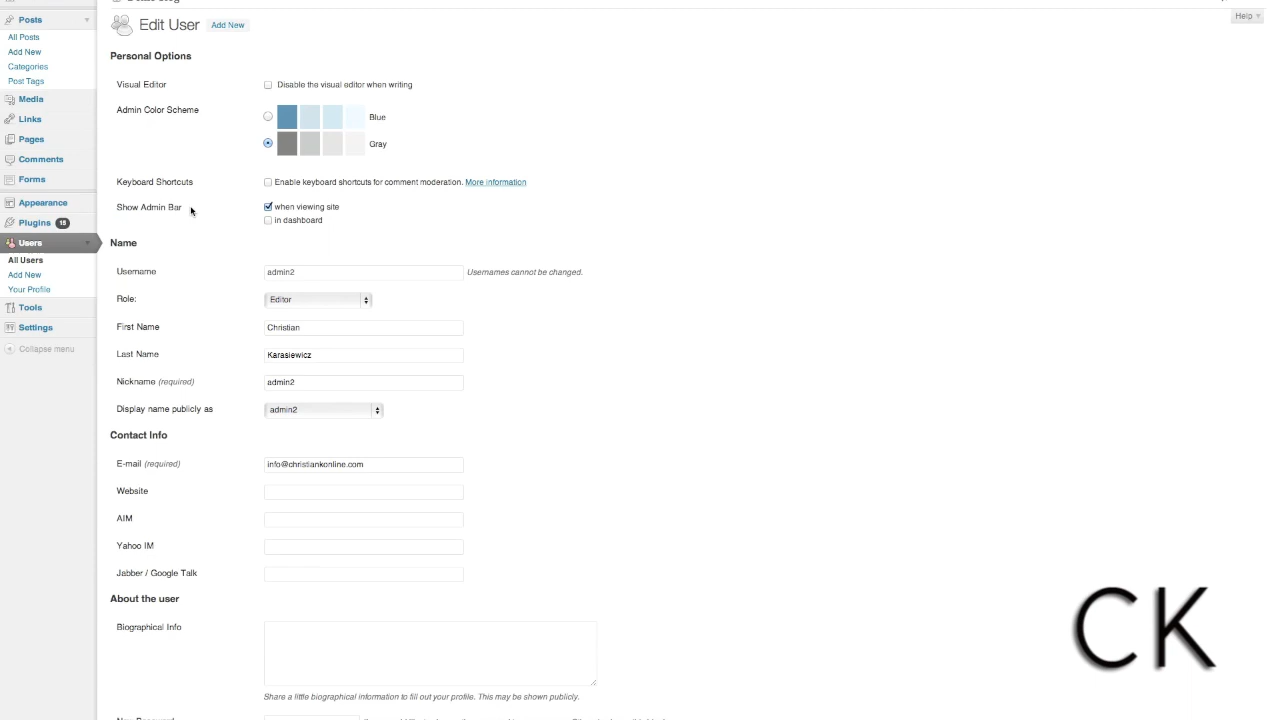 Posts
All Posts
Add New
Categories
Post Tags
Media
Links
Pages
Comments
Forms
Appearance
Plugins 15
Users
All Users
Add New
Your Profile
Tools
Settings
Collapse menu
Edit User Add New
Help
Personal Options
Visual Editor Disable the visual editor when writing
Admin Color Scheme
Blue
Gray
Keyboard Shortcuts Enable keyboard shortcuts for comment moderation. More information
Show Admin Bar when viewing site
in dashboard
Name
Username admin2 Usernames cannot be changed.
Role: Editor
First Name Christian
Last Name Karasiewicz
Nickname (required) admin2
Display name publicly as admin2
Contact Info
E-mail (required) info@christiankonline.com
Website
AIM
Yahoo IM
Jabber / Google Talk
About the user
Biographical Info
Share a little biographical information to fill out your profile. This may be shown publicly.
CK